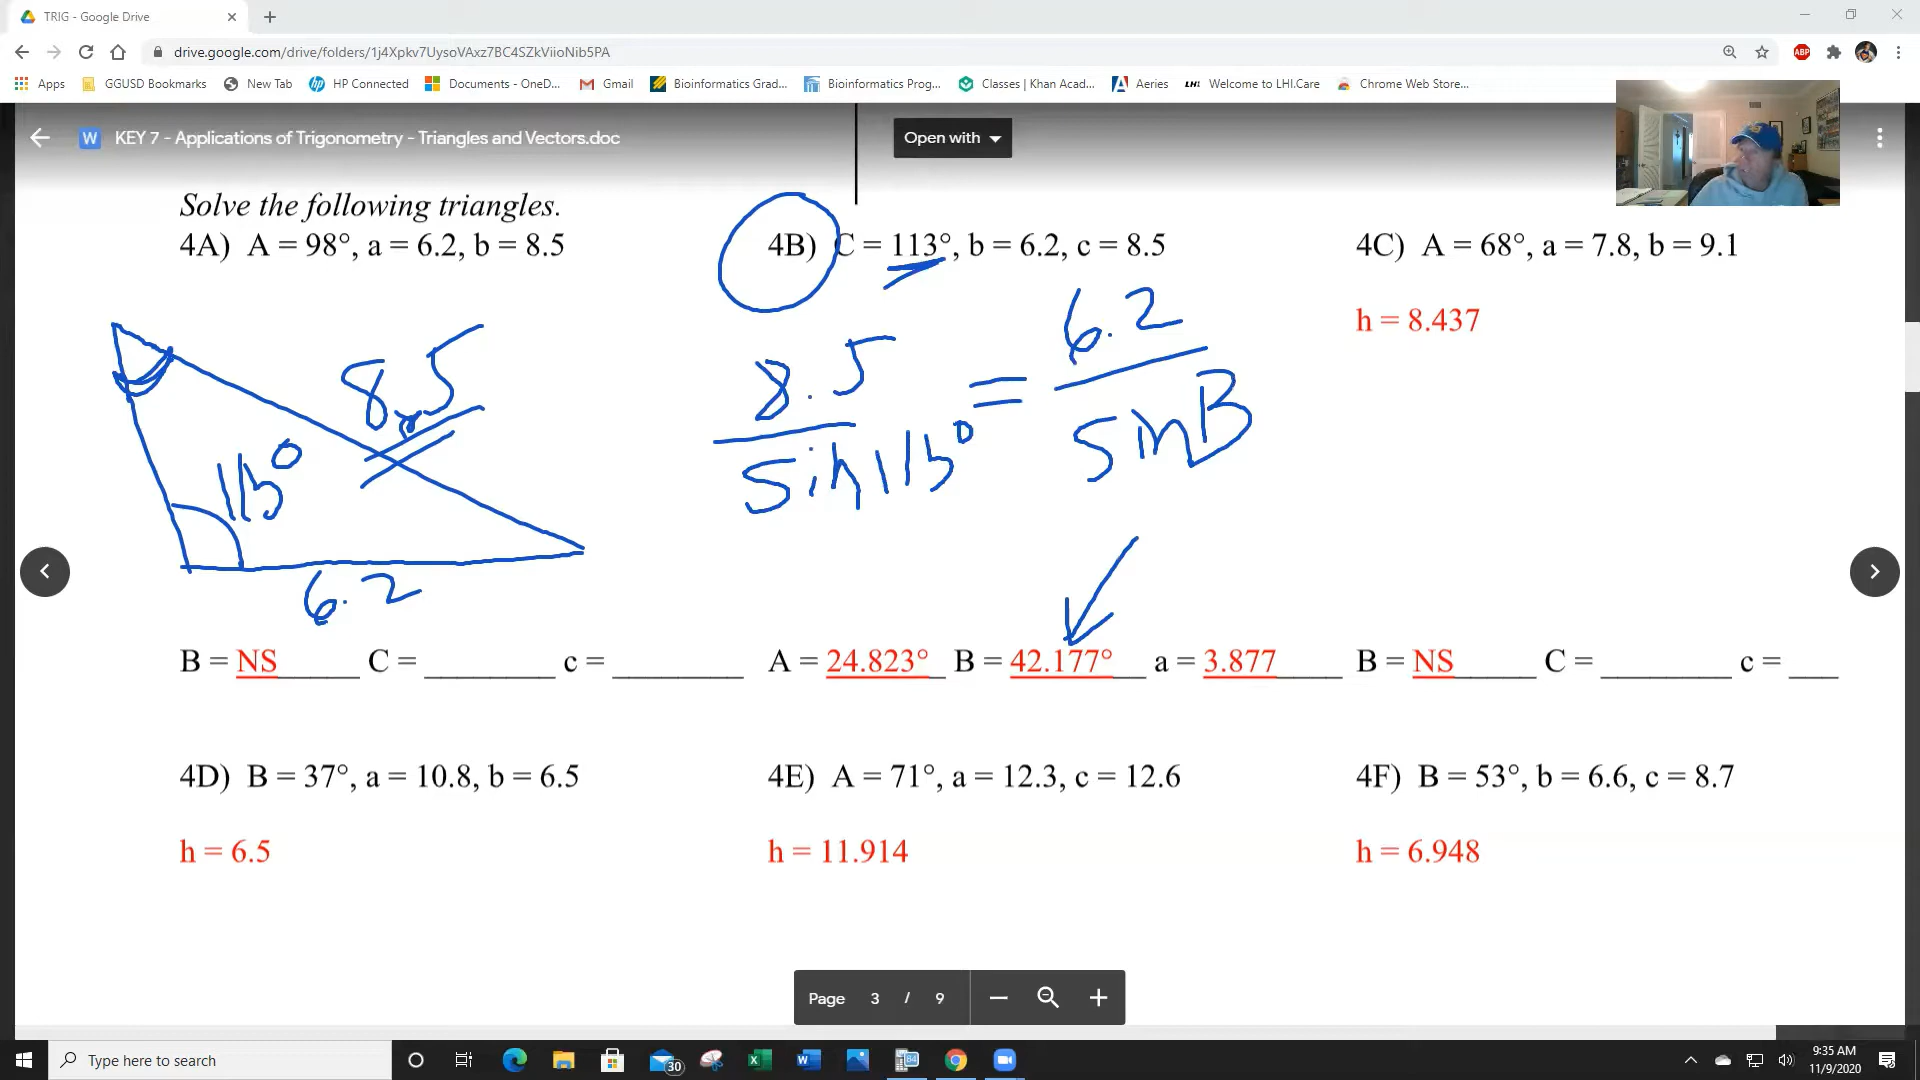 TRIG - Google Drive
drive.google.com/drive/folders/1j4Xpkv7UysoVAxz7BC4SZkViioNib5PA
ABP
Apps GGUSD Bookmarks New Tab HP Connected Documents - OneD... Gmail Bioinformatics Grad... Bioinformatics Prog... Classes | Khan Acad... Aeries LHI Welcome to LHI.Care Chrome Web Store...
W KEY 7 - Applications of Trigonometry - Triangles and Vectors.doc Open with
Solve the following triangles.
4A) A = 98°, a = 6.2, b = 8.5
4B) C = 113°, b = 6.2, c = 8.5
4C) A = 68°, a = 7.8, b = 9.1
h = 8.437
8.5
113°
6.2
8.5 = 6.2
sin 113° sin B
B = NS C = c =
A = 24.823° B = 42.177° a = 3.877
B = NS C = c =
4D) B = 37°, a = 10.8, b = 6.5
h = 6.5
4E) A = 71°, a = 12.3, c = 12.6
h = 11.914
4F) B = 53°, b = 6.6, c = 8.7
h = 6.948
Page 3 / 9
Type here to search
30
84
9:35 AM
11/9/2020